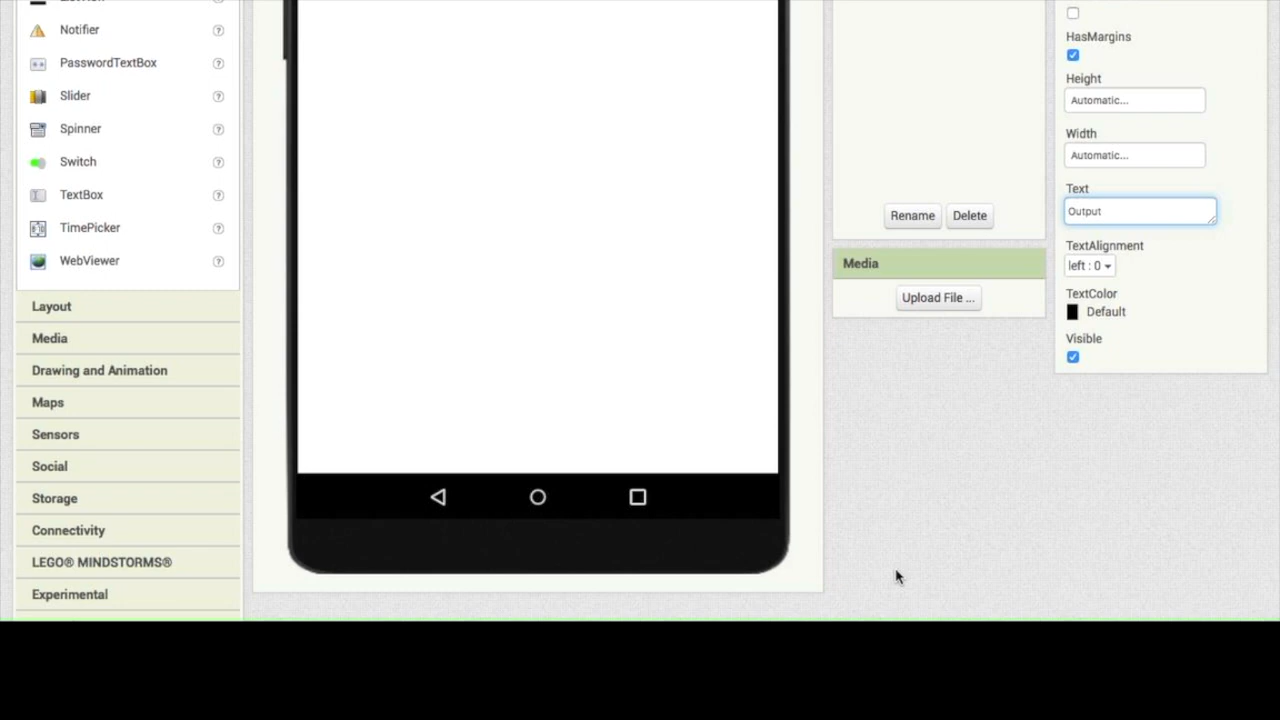 Notifier
PasswordTextBox
Slider
Spinner
Switch
TextBox
TimePicker
WebViewer
Layout
Media
Drawing and Animation
Maps
Sensors
Social
Storage
Connectivity
LEGO® MINDSTORMS®
Experimental
Rename Delete
Media
Upload File ...
HasMargins
Height
Automatic...
Width
Automatic...
Text
Output
TextAlignment
left : 0
TextColor
Default
Visible